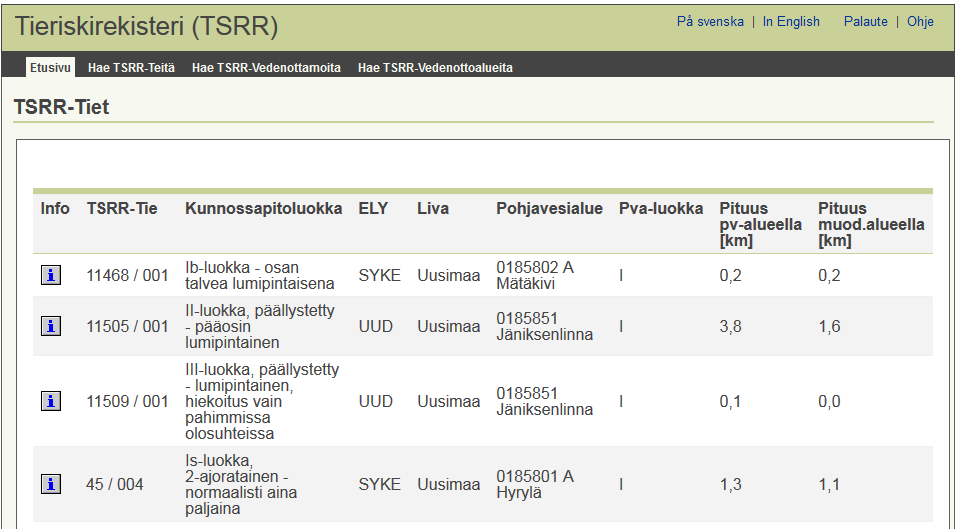 Tieriskirekisteri (TSRR)
På svenska | In English Palaute | Ohje
Etusivu Hae TSRR-Teitä Hae TSRR-Vedenottamoita Hae TSRR-Vedenottoalueita
TSRR-Tiet
Info TSRR-Tie Kunnossapitoluokka ELY Liva Pohjavesialue Pva-luokka Pituus pv-alueella [km] Pituus muod.alueella [km]
i 11468 / 001 Ib-luokka - osan talvea lumipintaisena SYKE Uusimaa 0185802 A Mätäkivi I 0,2 0,2
i 11505 / 001 II-luokka, päällystetty - pääosin lumipintainen UUD Uusimaa 0185851 Jäniksenlinna I 3,8 1,6
i 11509 / 001 III-luokka, päällystetty - lumipintainen, hiekoitus vain pahimmissa olosuhteissa UUD Uusimaa 0185851 Jäniksenlinna I 0,1 0,0
i 45 / 004 Is-luokka, 2-ajoratainen - normaalisti aina paljaina SYKE Uusimaa 0185801 A Hyrylä I 1,3 1,1